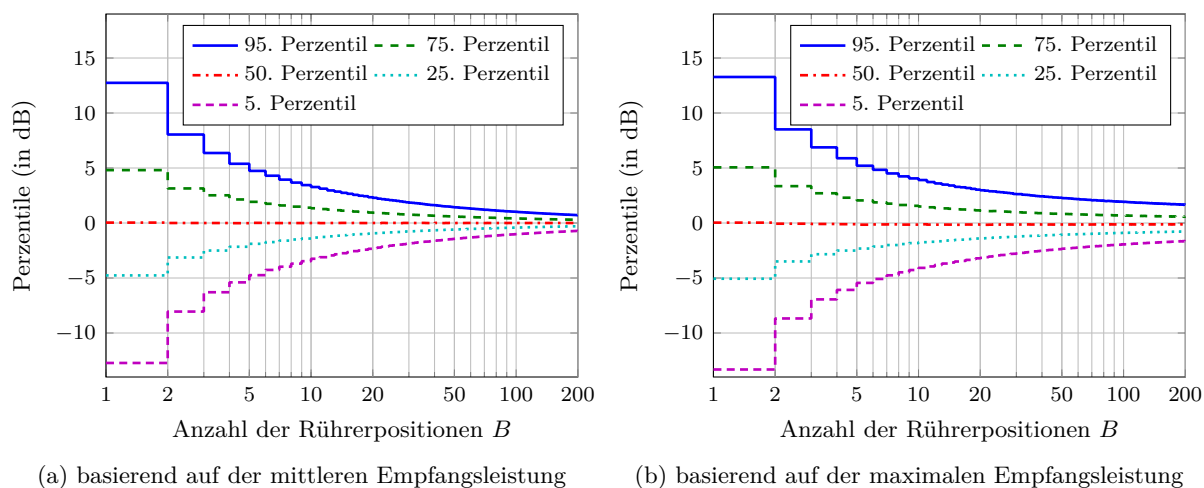 95. Perzentil 75. Perzentil
50. Perzentil 25. Perzentil
5. Perzentil
15
10
5
0
−5
−10
Perzentile (in dB)
1 2 5 10 20 50 100 200
Anzahl der Rührerpositionen B
(a) basierend auf der mittleren Empfangsleistung
95. Perzentil 75. Perzentil
50. Perzentil 25. Perzentil
5. Perzentil
15
10
5
0
−5
−10
Perzentile (in dB)
1 2 5 10 20 50 100 200
Anzahl der Rührerpositionen B
(b) basierend auf der maximalen Empfangsleistung